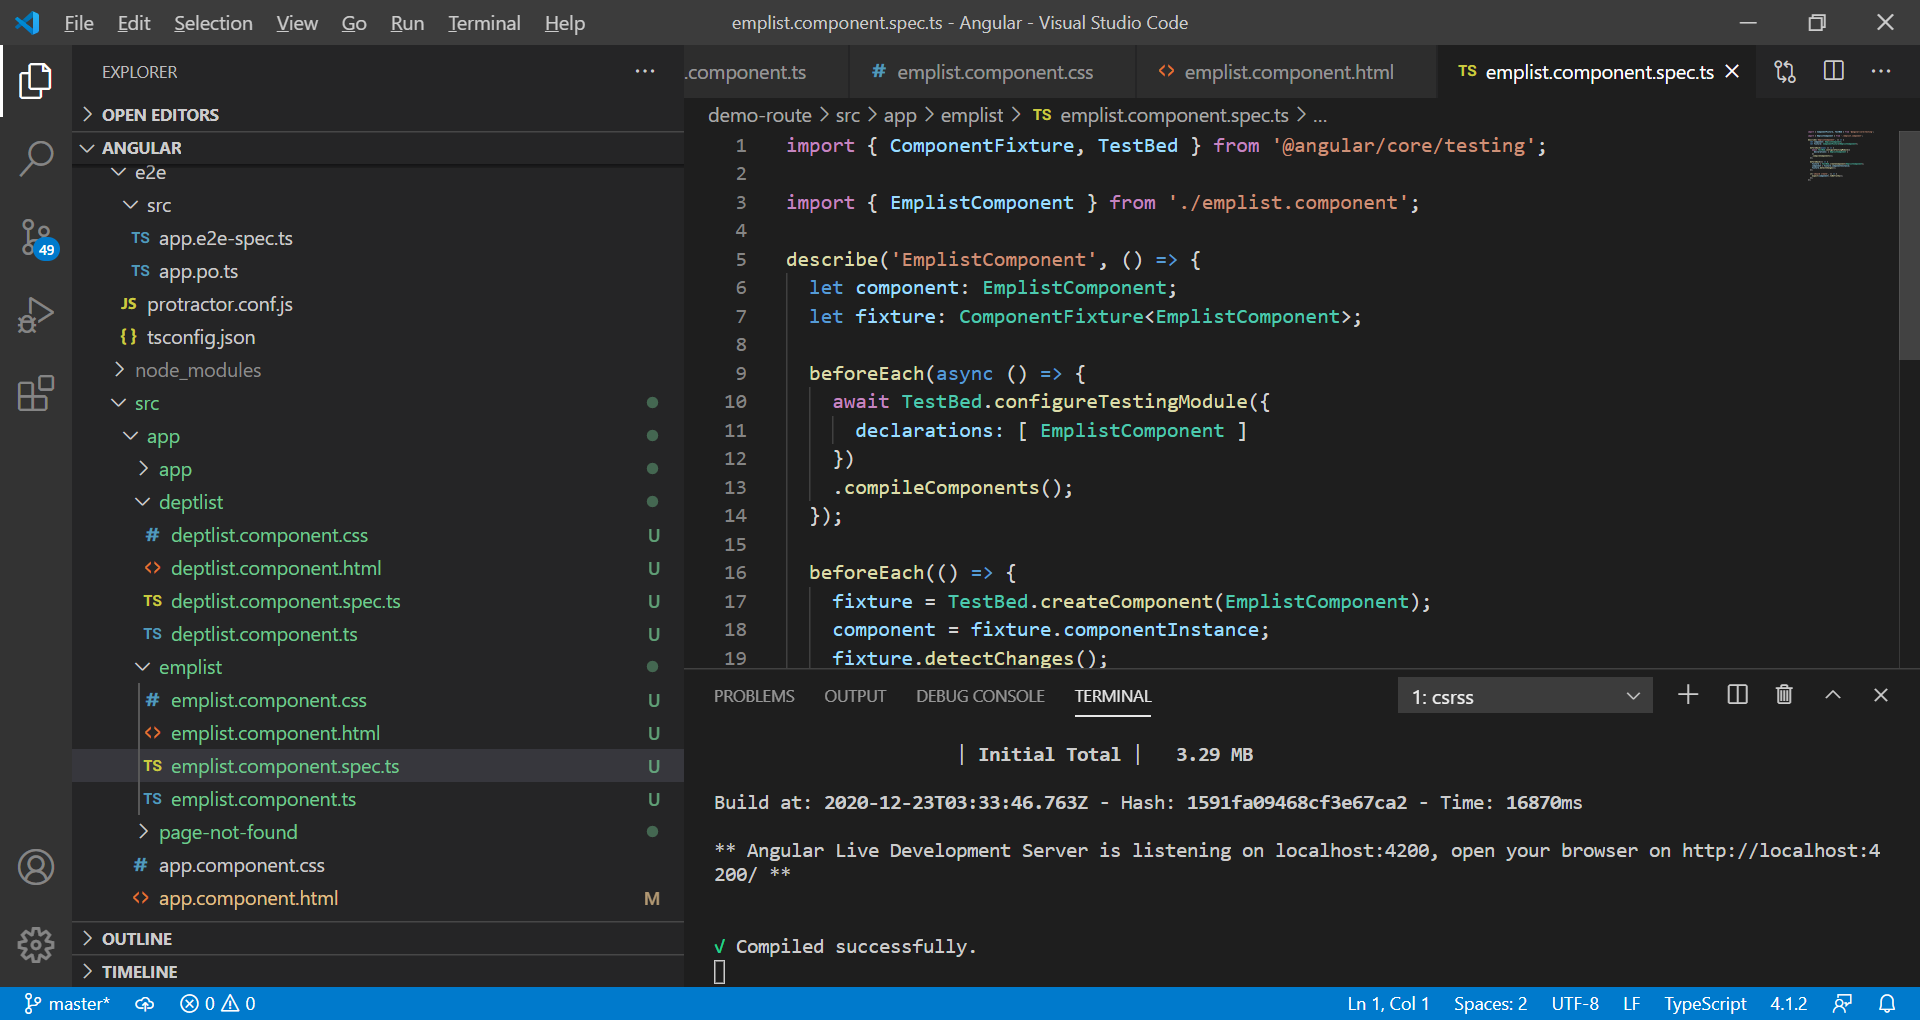 File Edit Selection View Go Run Terminal Help
emplist.component.spec.ts - Angular - Visual Studio Code
EXPLORER
OPEN EDITORS
ANGULAR
e2e
src
TS app.e2e-spec.ts
TS app.po.ts
JS protractor.conf.js
{} tsconfig.json
node_modules
src
app
app
deptlist
# deptlist.component.css U
<> deptlist.component.html U
TS deptlist.component.spec.ts U
TS deptlist.component.ts U
emplist
# emplist.component.css U
<> emplist.component.html U
TS emplist.component.spec.ts U
TS emplist.component.ts U
page-not-found
# app.component.css
<> app.component.html M
OUTLINE
TIMELINE
49
.component.ts # emplist.component.css <> emplist.component.html TS emplist.component.spec.ts
demo-route > src > app > emplist > TS emplist.component.spec.ts > ...
1 import { ComponentFixture, TestBed } from '@angular/core/testing';
2
3 import { EmplistComponent } from './emplist.component';
4
5 describe('EmplistComponent', () => {
6 let component: EmplistComponent;
7 let fixture: ComponentFixture<EmplistComponent>;
8
9 beforeEach(async () => {
10 await TestBed.configureTestingModule({
11 declarations: [ EmplistComponent ]
12 })
13 .compileComponents();
14 });
15
16 beforeEach(() => {
17 fixture = TestBed.createComponent(EmplistComponent);
18 component = fixture.componentInstance;
19 fixture.detectChanges();
PROBLEMS OUTPUT DEBUG CONSOLE TERMINAL 1: csrss
| Initial Total | 3.29 MB
Build at: 2020-12-23T03:33:46.763Z - Hash: 1591fa09468cf3e67ca2 - Time: 16870ms
** Angular Live Development Server is listening on localhost:4200, open your browser on http://localhost:4
200/ **
√ Compiled successfully.
master* 0 0 Ln 1, Col 1 Spaces: 2 UTF-8 LF TypeScript 4.1.2